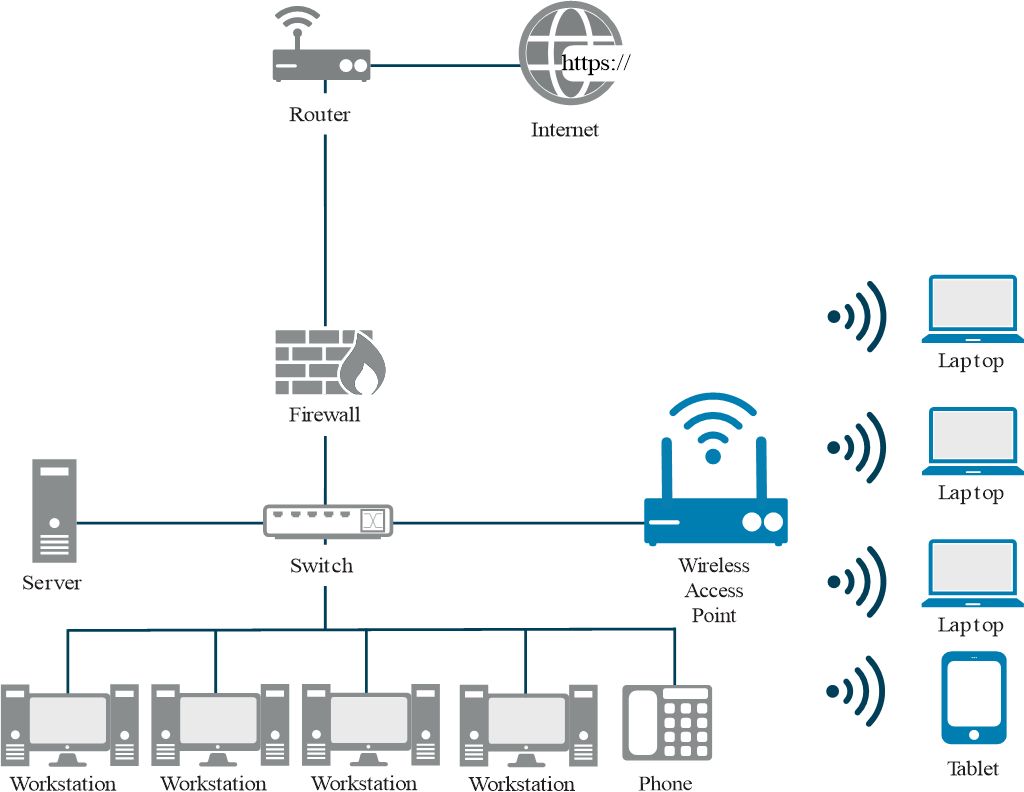 https://
Router
Internet
Laptop
Firewall
Laptop
Switch
Wireless
Access
Point
Server
Laptop
Workstation
Workstation
Workstation
Workstation
Phone
Tablet